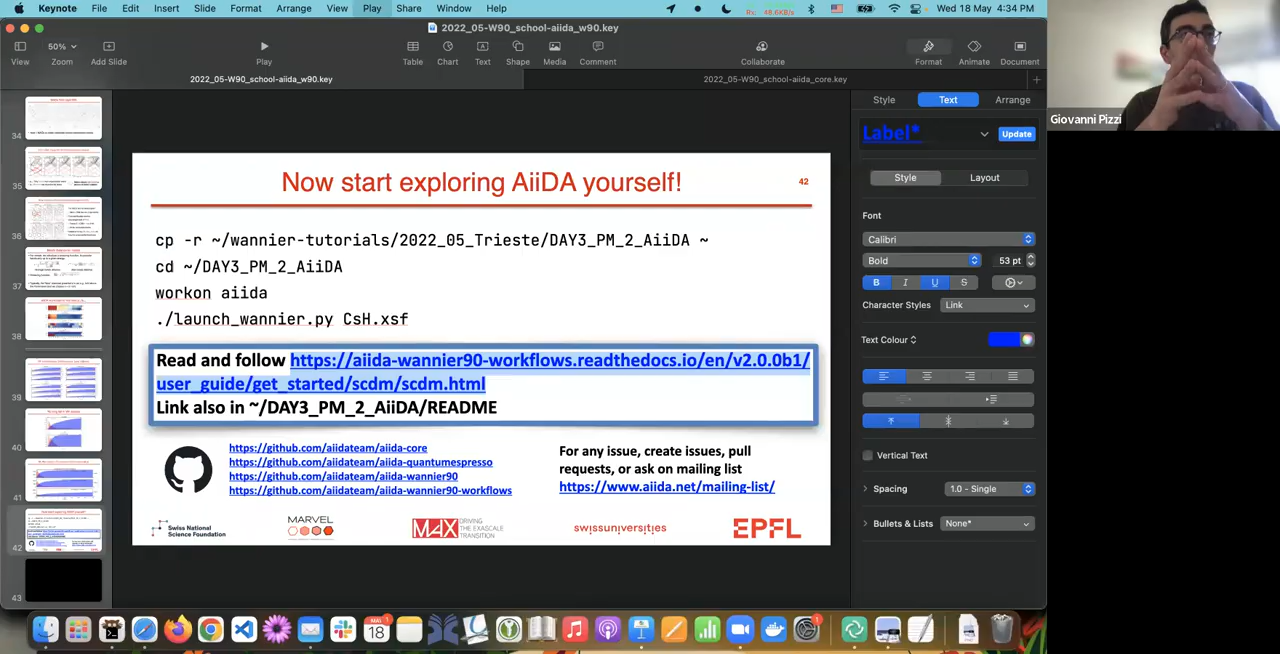 Keynote File Edit Insert Slide Format Arrange View Play Share Window Help Wed 18 May 4:34 PM
2022_05-W90_school-aiida_w90.key
50%
View Zoom Add Slide Play Table Chart Text Shape Media Comment Collaborate Format Animate Document
2022_05-W90_school-aiida_w90.key 2022_05-W90_school-aiida_core.key
Style Text Arrange
Giovanni Pizzi
Label* Update
Style Layout
Font
Calibri
Bold 53 pt
B I U S
Character Styles Link
Text Colour
Vertical Text
Spacing 1.0 - Single
Bullets & Lists None*
34
35
36
37
38
39
40
41
42
43
Now start exploring AiiDA yourself! 42
cp -r ~/wannier-tutorials/2022_05_Trieste/DAY3_PM_2_AiiDA ~
cd ~/DAY3_PM_2_AiiDA
workon aiida
./launch_wannier.py CsH.xsf
Read and follow https://aiida-wannier90-workflows.readthedocs.io/en/v2.0.0b1/
user_guide/get_started/scdm/scdm.html
Link also in ~/DAY3_PM_2_AiiDA/README
https://github.com/aiidateam/aiida-core
https://github.com/aiidateam/aiida-quantumespresso
https://github.com/aiidateam/aiida-wannier90
https://github.com/aiidateam/aiida-wannier90-workflows
For any issue, create issues, pull
requests, or ask on mailing list
https://www.aiida.net/mailing-list/
Swiss National
Science Foundation
MARVEL
MAX DRIVING
THE EXASCALE
TRANSITION
swissuniversities
EPFL
18
1